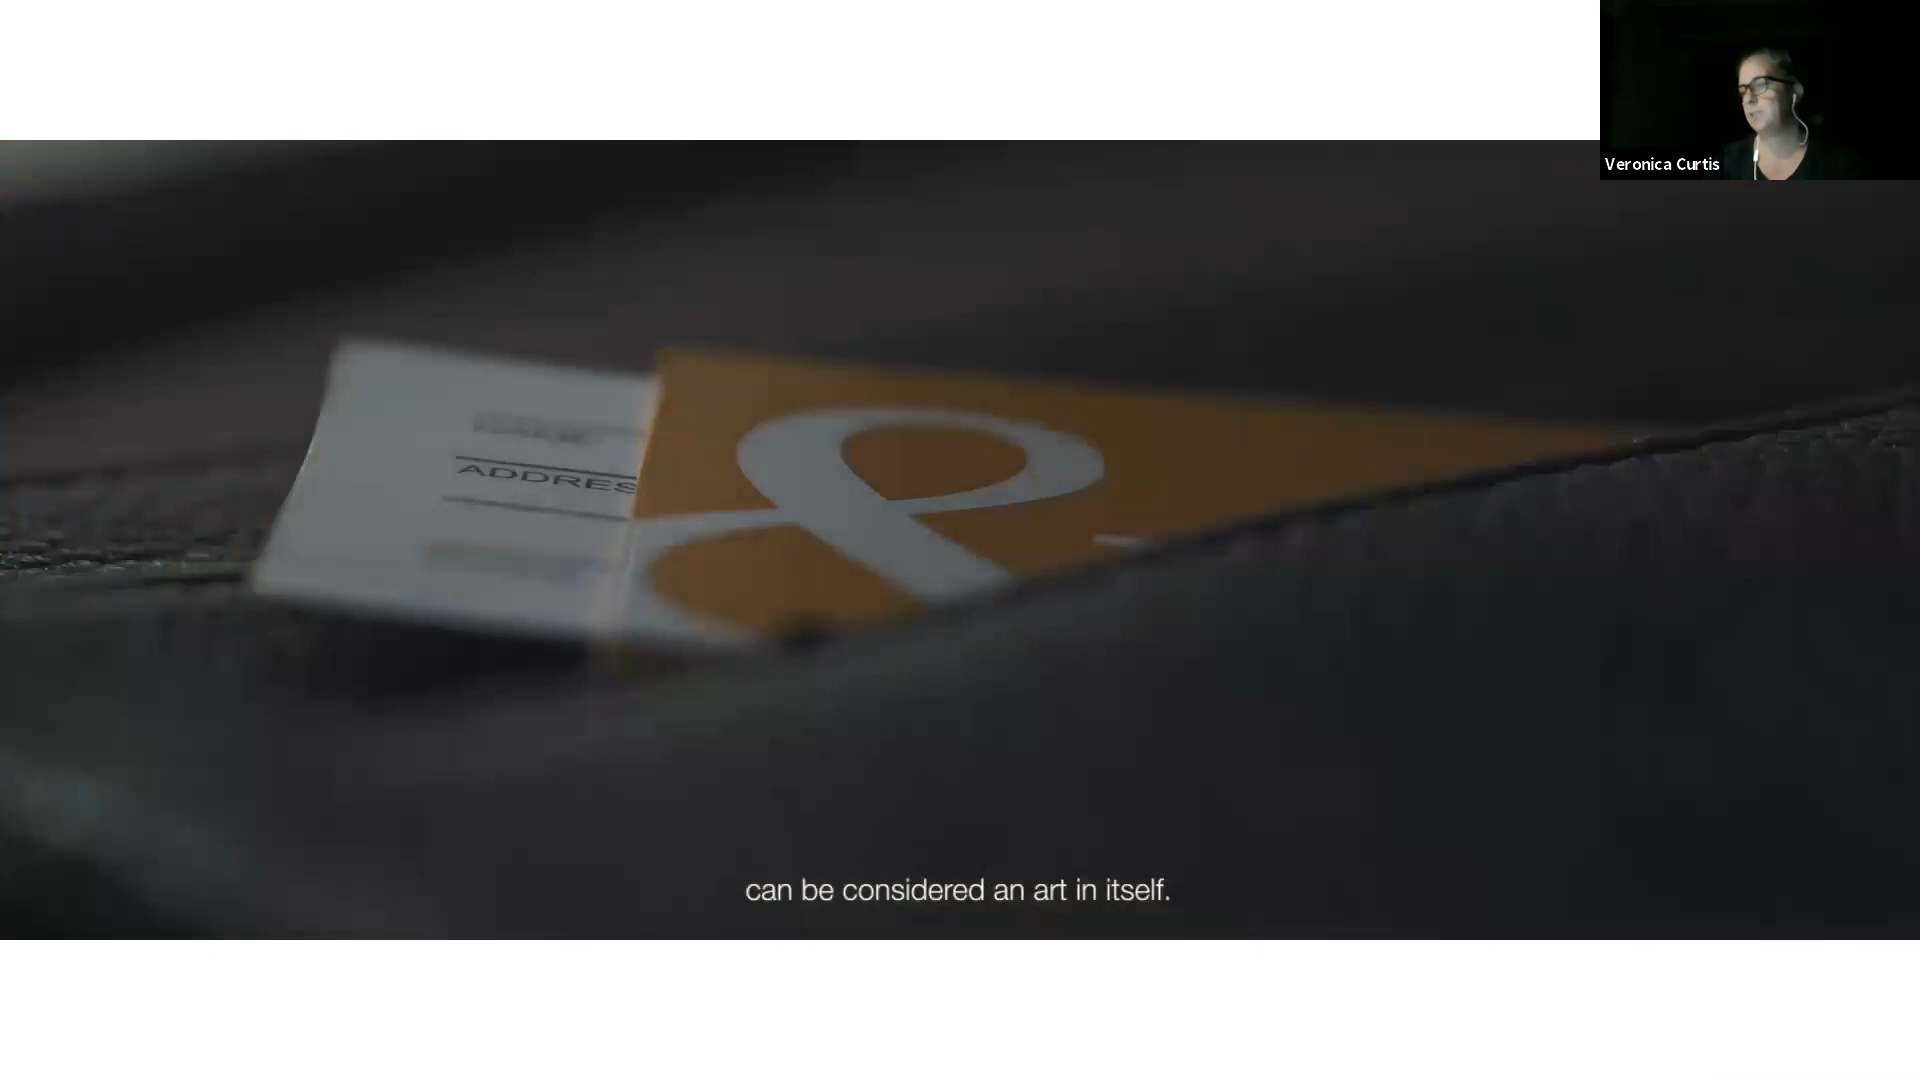 Veronica Curtis
ADDRES
can be considered an art in itself.